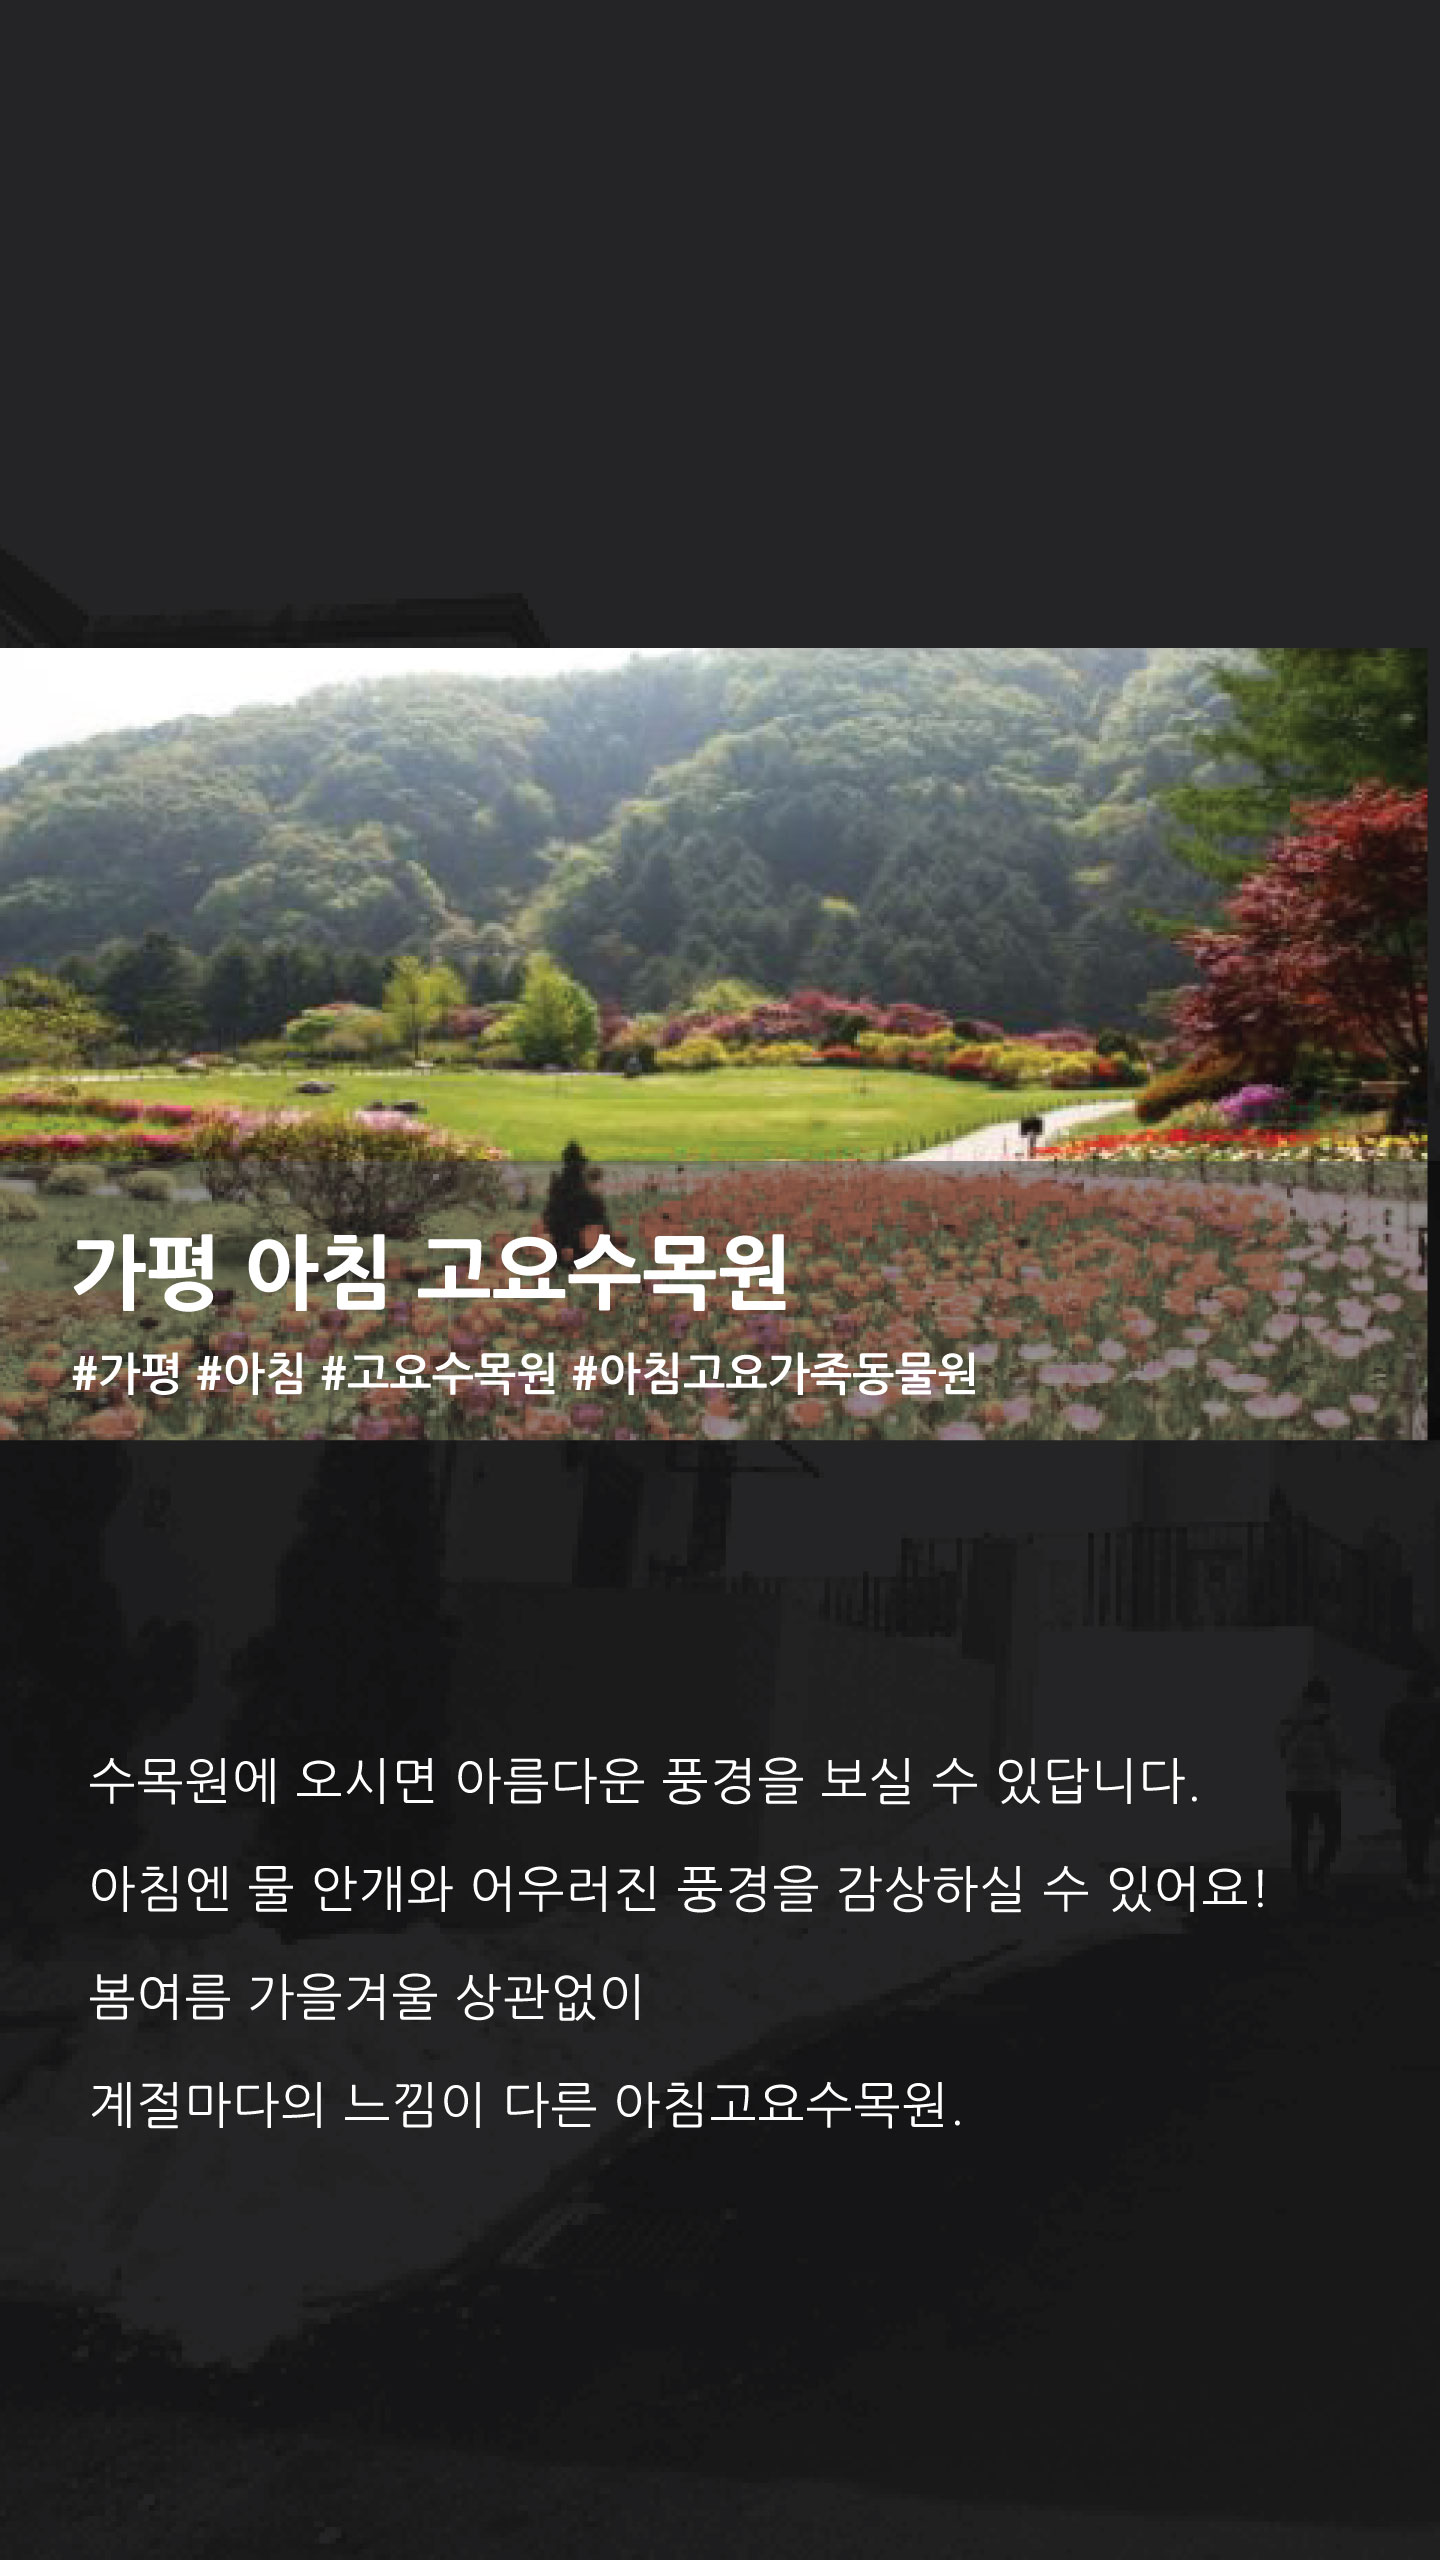 가평 아침 고요수목원
#가평 #아침 #고요수목원 #아침고요가족동물원
수목원에 오시면 아름다운 풍경을 보실 수 있답니다.
아침엔 물 안개와 어우러진 풍경을 감상하실 수 있어요!
봄여름 가을겨울 상관없이
계절마다의 느낌이 다른 아침고요수목원.